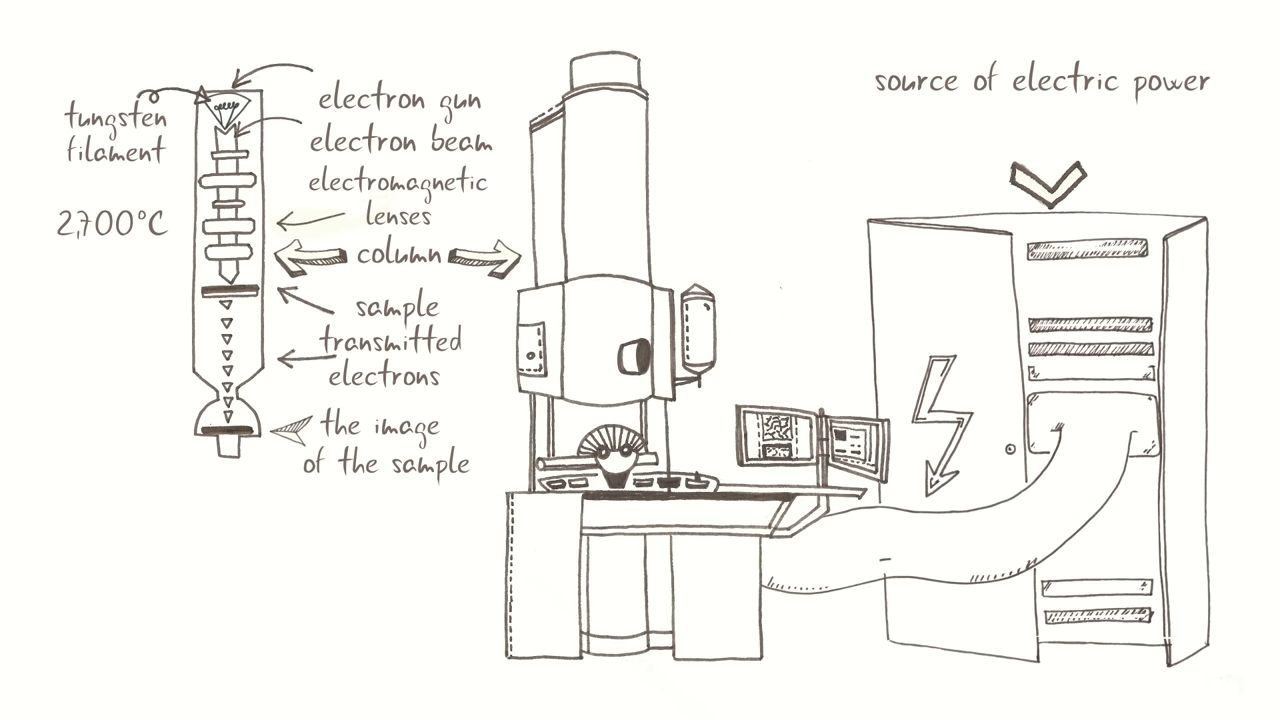 source of electric power
tungsten
filament
2,700°C
electron gun
electron beam
electromagnetic
lenses
column
sample
transmitted
electrons
the image
of the sample